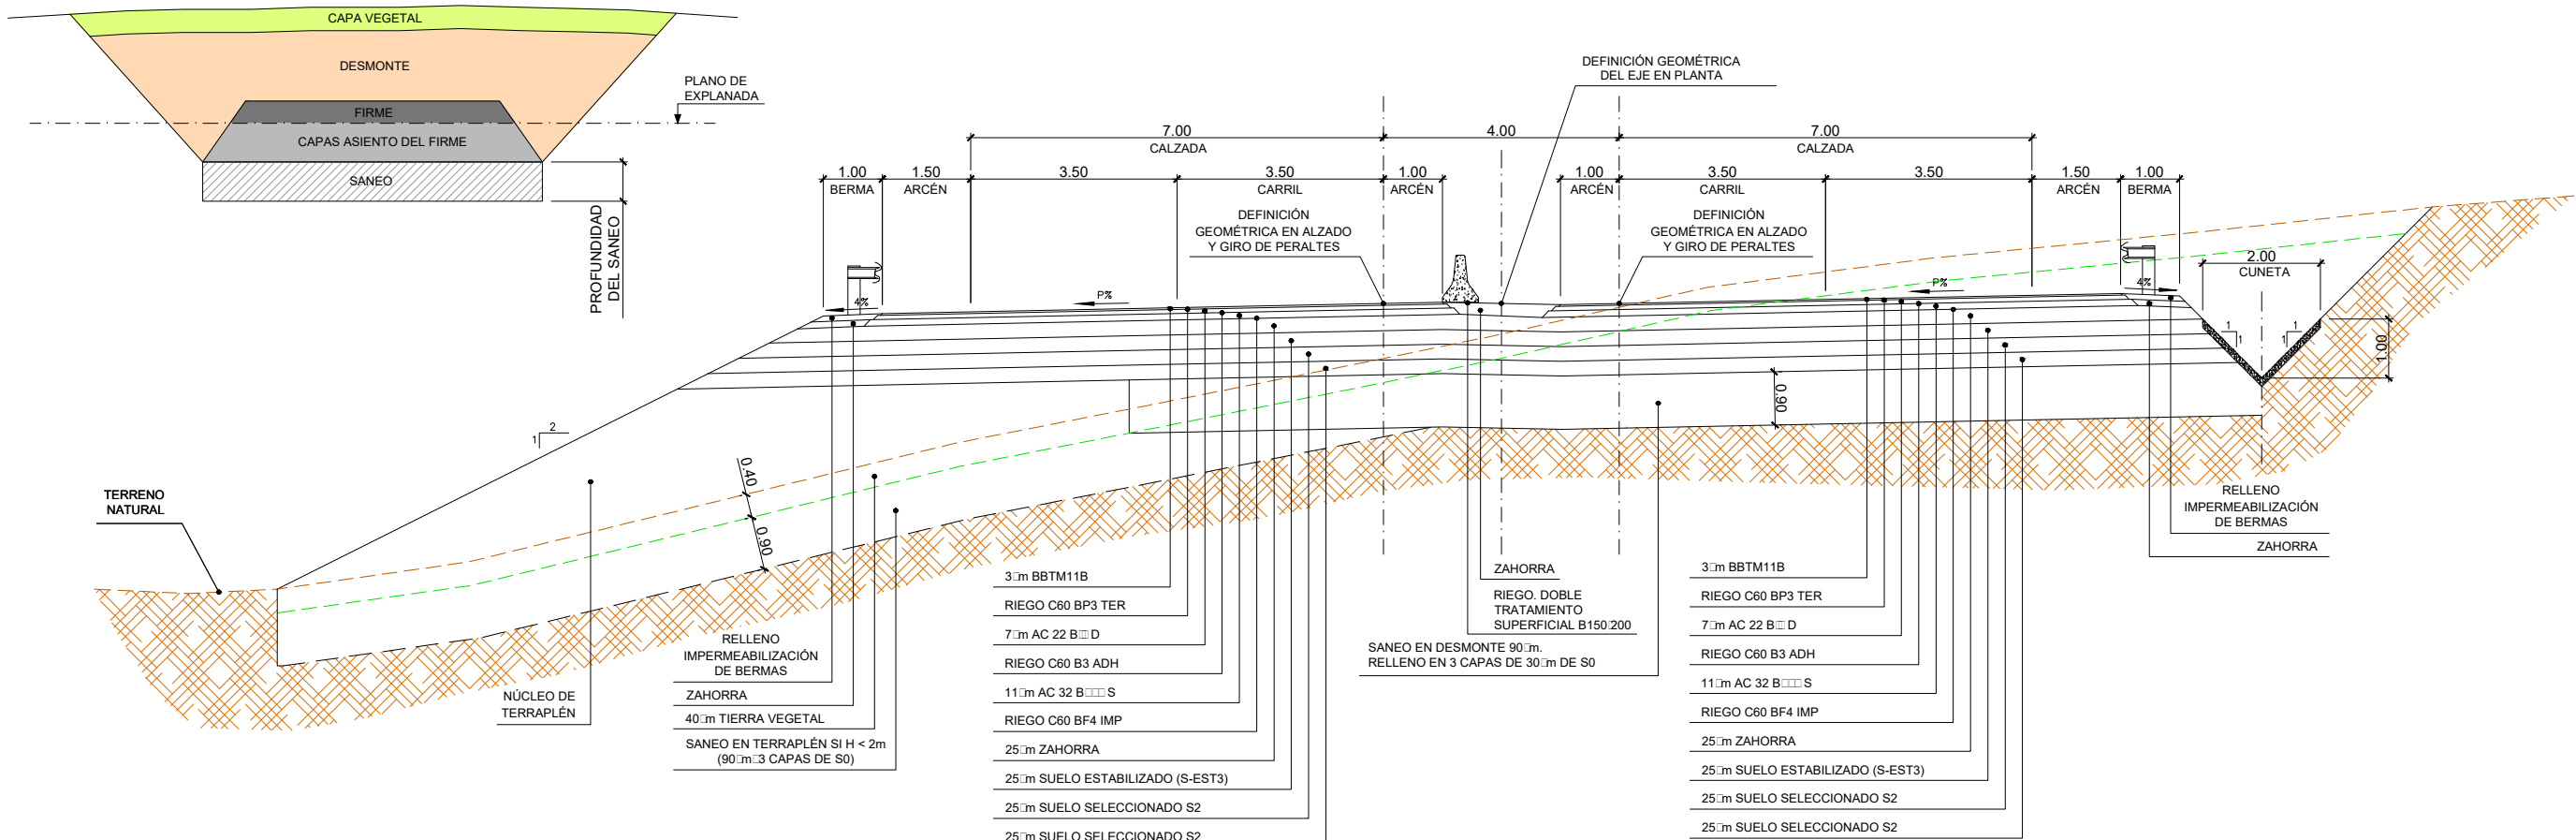 CAPA VEGETAL
DESMONTE
PLANO DE
EXPLANADA
FIRME
CAPAS ASIENTO DEL FIRME
SANEO
PROFUNDIDAD
DEL SANEO
DEFINICIÓN GEOMÉTRICA
DEL EJE EN PLANTA
7.00
CALZADA
4.00
7.00
CALZADA
1.00
BERMA
1.50
ARCÉN
3.50
3.50
CARRIL
1.00
ARCÉN
1.00
ARCÉN
3.50
CARRIL
3.50
1.50
ARCÉN
1.00
BERMA
DEFINICIÓN
GEOMÉTRICA EN ALZADO
Y GIRO DE PERALTES
DEFINICIÓN
GEOMÉTRICA EN ALZADO
Y GIRO DE PERALTES
2.00
CUNETA
4%
P%
P%
4%
1
1
1
1
1.00
0.90
1
2
0.40
0.90
TERRENO
NATURAL
NÚCLEO DE
TERRAPLÉN
RELLENO
IMPERMEABILIZACIÓN
DE BERMAS
ZAHORRA
40□m TIERRA VEGETAL
SANEO EN TERRAPLÉN SI H < 2m
(90□m□3 CAPAS DE S0)
3□m BBTM11B
RIEGO C60 BP3 TER
7□m AC 22 B□□ D
RIEGO C60 B3 ADH
11□m AC 32 B□□□ S
RIEGO C60 BF4 IMP
25□m ZAHORRA
25□m SUELO ESTABILIZADO (S-EST3)
25□m SUELO SELECCIONADO S2
25□m SUELO SELECCIONADO S2
ZAHORRA
RIEGO. DOBLE
TRATAMIENTO
SUPERFICIAL B150□200
SANEO EN DESMONTE 90□m.
RELLENO EN 3 CAPAS DE 30□m DE S0
3□m BBTM11B
RIEGO C60 BP3 TER
7□m AC 22 B□□ D
RIEGO C60 B3 ADH
11□m AC 32 B□□□ S
RIEGO C60 BF4 IMP
25□m ZAHORRA
25□m SUELO ESTABILIZADO (S-EST3)
25□m SUELO SELECCIONADO S2
25□m SUELO SELECCIONADO S2
RELLENO
IMPERMEABILIZACIÓN
DE BERMAS
ZAHORRA